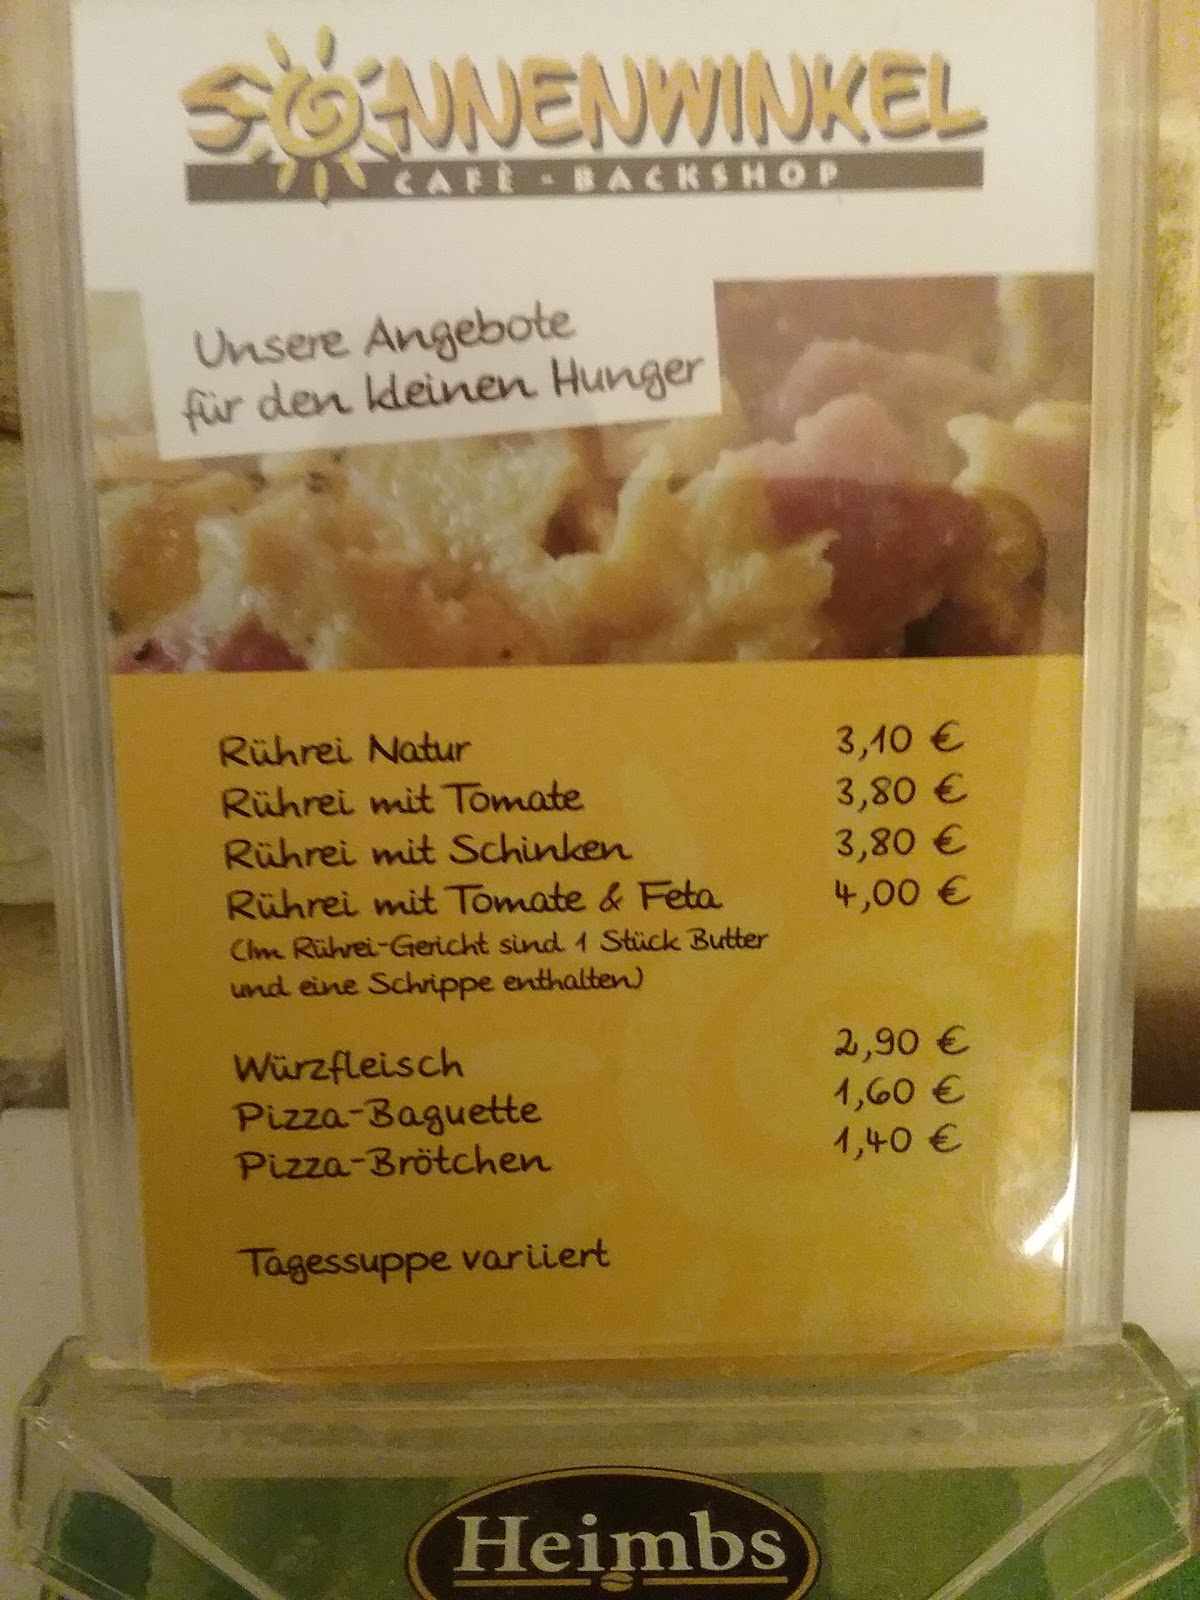 SONNENWINKEL
CAFÈ - BACKSHOP
Unsere Angebote
für den kleinen Hunger
Rührei Natur 3,10 €
Rührei mit Tomate 3,80 €
Rührei mit Schinken 3,80 €
Rührei mit Tomate & Feta 4,00 €
(Im Rührei-Gericht sind 1 Stück Butter
und eine Schrippe enthalten)
Würzfleisch 2,90 €
Pizza-Baguette 1,60 €
Pizza-Brötchen 1,40 €
Tagessuppe variiert
Heimbs